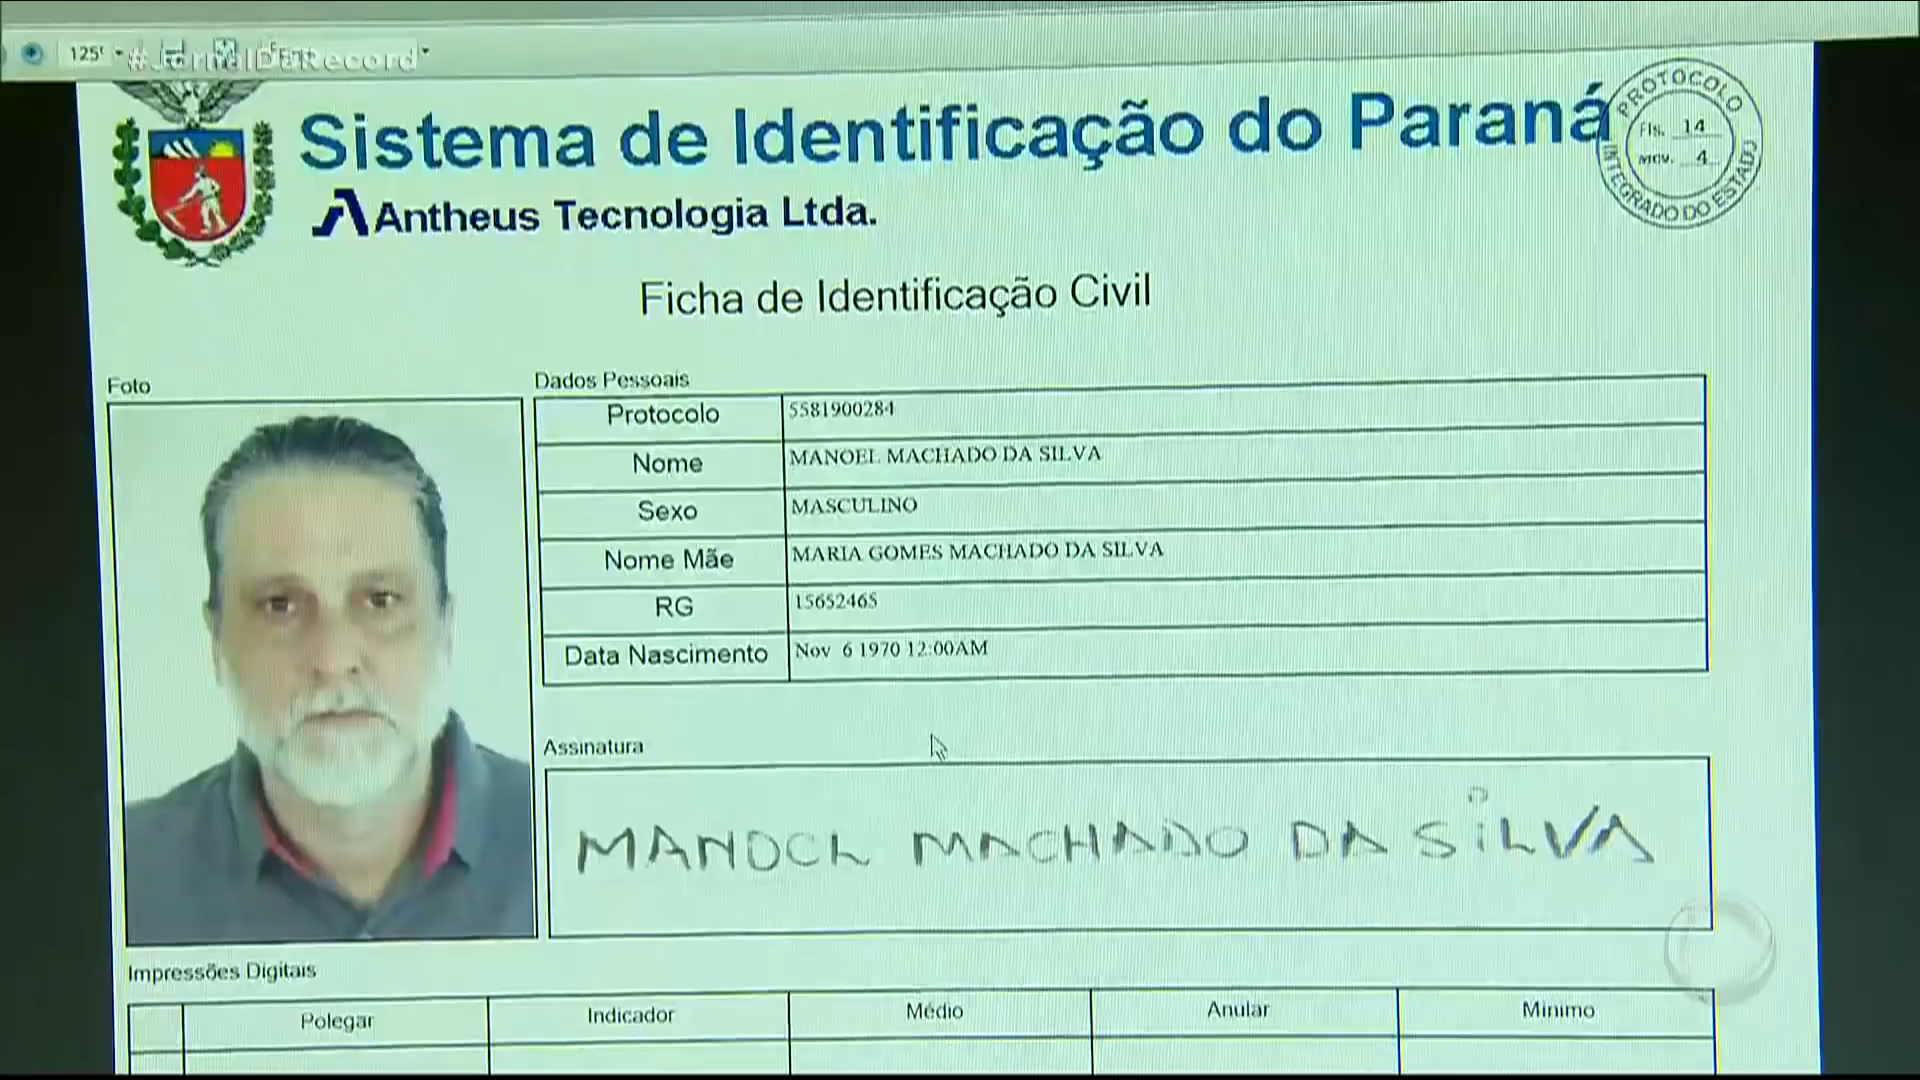 125%
#JornalDaRecord
Sistema de Identificação do Paraná
Antheus Tecnologia Ltda.
PROTOCOLO
Fls. 14
Mov. 4
INTEGRADO DO ESTADO
Ficha de Identificação Civil
Foto
Dados Pessoais
Protocolo 5581900284
Nome MANOEL MACHADO DA SILVA
Sexo MASCULINO
Nome Mãe MARIA GOMES MACHADO DA SILVA
RG 15652465
Data Nascimento Nov 6 1970 12:00AM
Assinatura
MANOEL MACHADO DA SiLVA
Impressões Digitais
Polegar Indicador Médio Anular Minimo